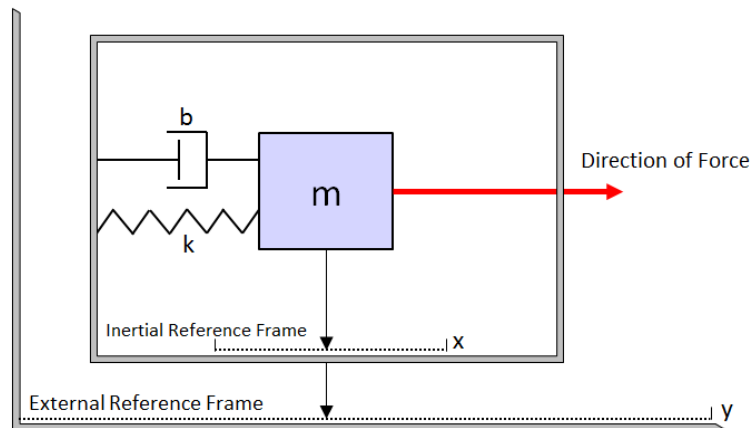 b
Direction of Force
m
k
Inertial Reference Frame
x
External Reference Frame
y